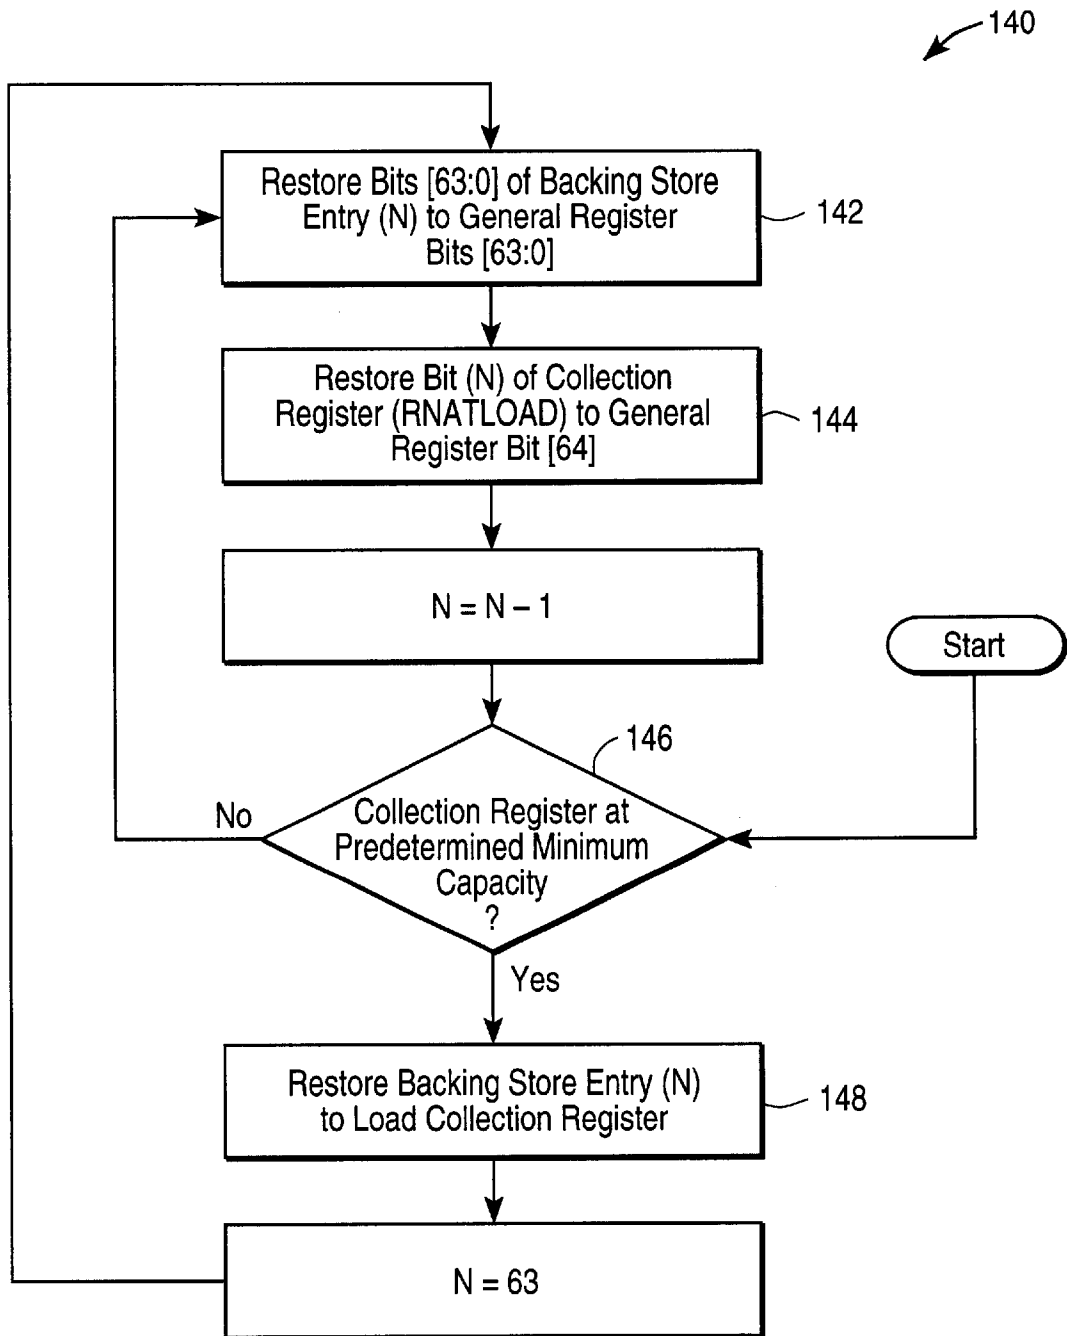 140
Restore Bits [63:0] of Backing Store
Entry (N) to General Register
Bits [63:0]
142
Restore Bit (N) of Collection
Register (RNATLOAD) to General
Register Bit [64]
144
N = N – 1
Start
146
No
Collection Register at
Predetermined Minimum
Capacity
?
Yes
Restore Backing Store Entry (N)
to Load Collection Register
148
N = 63